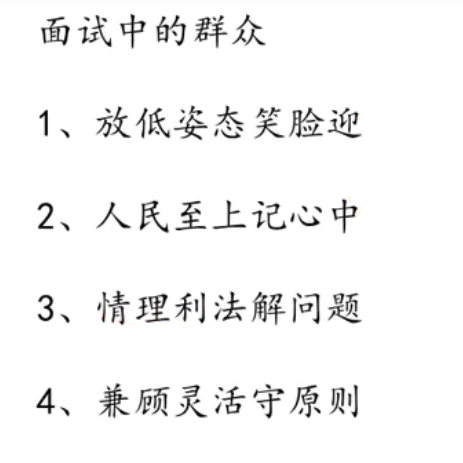 面试中的群众
1、放低姿态笑脸迎
2、人民至上记心中
3、情理利法解问题
4、兼顾灵活守原则